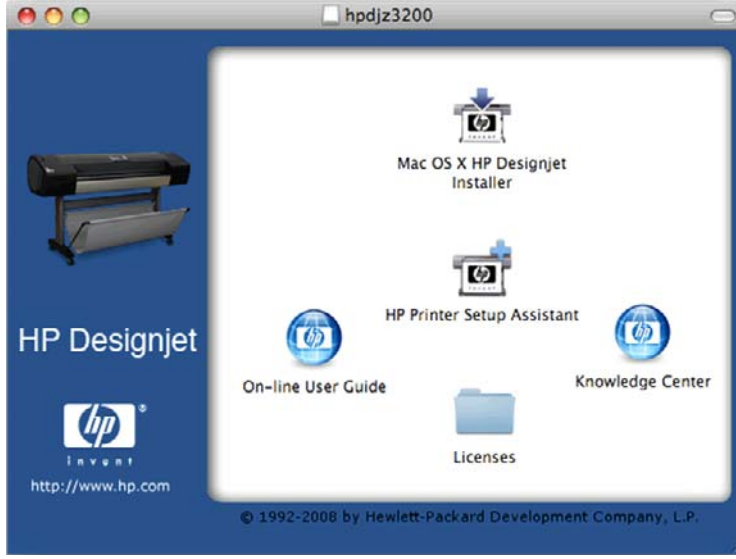 hpdjz3200
Mac OS X HP Designjet
Installer
HP Printer Setup Assistant
On-line User Guide
Knowledge Center
Licenses
HP Designjet
hp
®
invent
http://www.hp.com
© 1992-2008 by Hewlett-Packard Development Company, L.P.